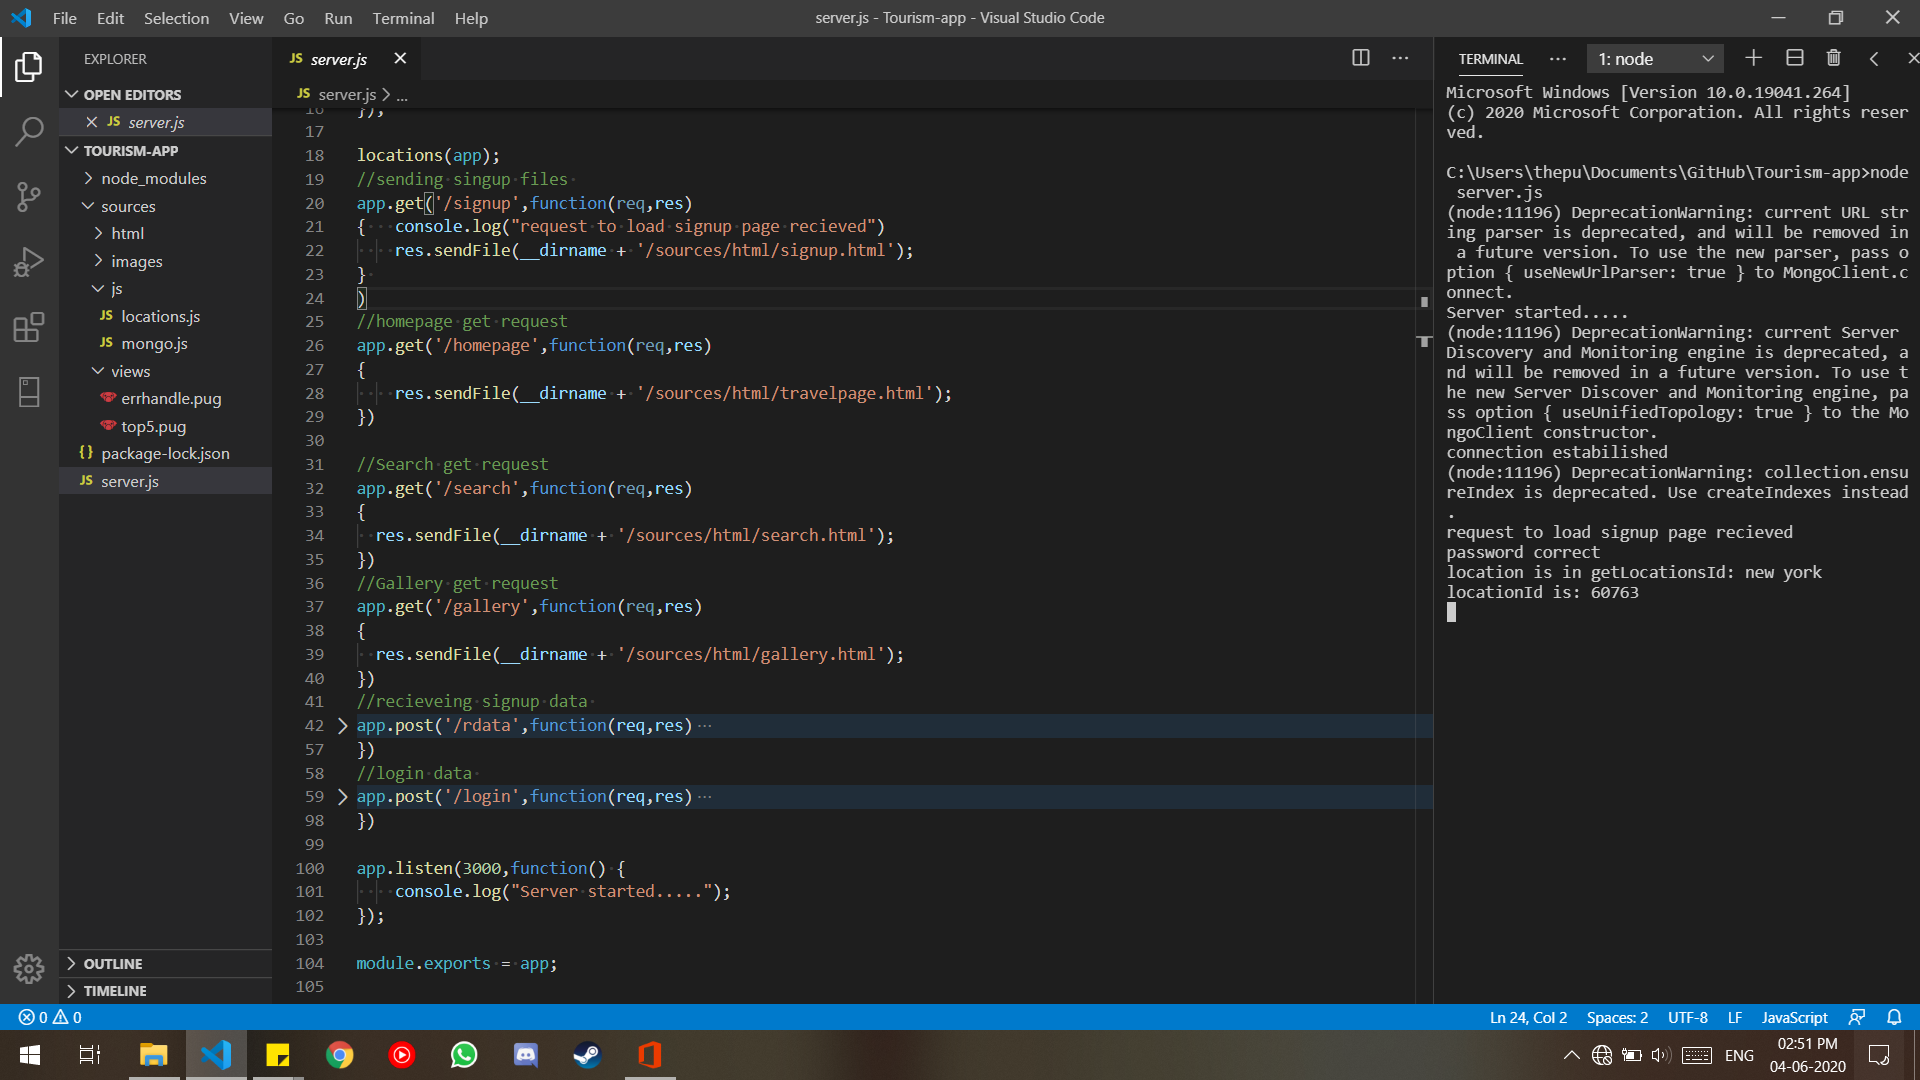 File Edit Selection View Go Run Terminal Help
server.js - Tourism-app - Visual Studio Code
EXPLORER
OPEN EDITORS
JS server.js
TOURISM-APP
node_modules
sources
html
images
js
JS locations.js
JS mongo.js
views
errhandle.pug
top5.pug
{} package-lock.json
JS server.js
OUTLINE
TIMELINE
JS server.js
JS server.js > ...
16 });
17
18 locations(app);
19 //sending singup files
20 app.get('/signup',function(req,res)
21 {   console.log("request to load signup page recieved")
22     res.sendFile(__dirname + '/sources/html/signup.html');
23 }
24 )
25 //homepage get request
26 app.get('/homepage',function(req,res)
27 {
28     res.sendFile(__dirname + '/sources/html/travelpage.html');
29 })
30
31 //Search get request
32 app.get('/search',function(req,res)
33 {
34   res.sendFile(__dirname + '/sources/html/search.html');
35 })
36 //Gallery get request
37 app.get('/gallery',function(req,res)
38 {
39   res.sendFile(__dirname + '/sources/html/gallery.html');
40 })
41 //recieveing signup data
42 app.post('/rdata',function(req,res) ...
57 })
58 //login data
59 app.post('/login',function(req,res) ...
98 })
99
100 app.listen(3000,function() {
101     console.log("Server started.....");
102 });
103
104 module.exports = app;
105
TERMINAL ... 1: node
Microsoft Windows [Version 10.0.19041.264]
(c) 2020 Microsoft Corporation. All rights reser
ved.
C:\Users\thepu\Documents\GitHub\Tourism-app>node
 server.js
(node:11196) DeprecationWarning: current URL str
ing parser is deprecated, and will be removed in
 a future version. To use the new parser, pass o
ption { useNewUrlParser: true } to MongoClient.c
onnect.
Server started.....
(node:11196) DeprecationWarning: current Server 
Discovery and Monitoring engine is deprecated, a
nd will be removed in a future version. To use t
he new Server Discover and Monitoring engine, pa
ss option { useUnifiedTopology: true } to the Mo
ngoClient constructor.
connection estabilished
(node:11196) DeprecationWarning: collection.ensu
reIndex is deprecated. Use createIndexes instead
.
request to load signup page recieved
password correct
location is in getLocationsId: new york
locationId is: 60763
0 0
Ln 24, Col 2 Spaces: 2 UTF-8 LF JavaScript
ENG
02:51 PM
04-06-2020